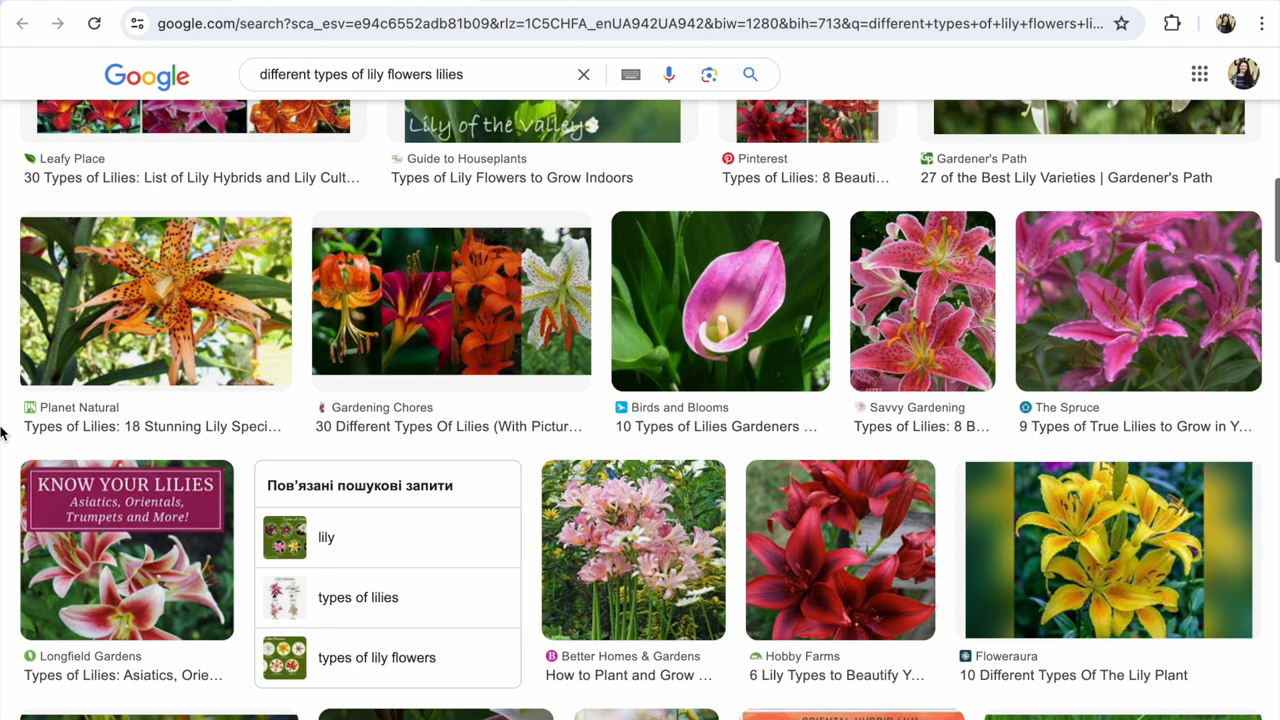 google.com/search?sca_esv=e94c6552adb81b09&rlz=1C5CHFA_enUA942UA942&biw=1280&bih=713&q=different+types+of+lily+flowers+li...
Google
different types of lily flowers lilies
Lily of the Valleys
Leafy Place
Guide to Houseplants
Pinterest
Gardener's Path
30 Types of Lilies: List of Lily Hybrids and Lily Cult...
Types of Lily Flowers to Grow Indoors
Types of Lilies: 8 Beauti...
27 of the Best Lily Varieties | Gardener's Path
Planet Natural
Gardening Chores
Birds and Blooms
Savvy Gardening
The Spruce
Types of Lilies: 18 Stunning Lily Speci...
30 Different Types Of Lilies (With Pictur...
10 Types of Lilies Gardeners ...
Types of Lilies: 8 B...
9 Types of True Lilies to Grow in Y...
KNOW YOUR LILIES
Asiatics, Orientals,
Trumpets and More!
Пов'язані пошукові запити
lily
types of lilies
types of lily flowers
Longfield Gardens
Better Homes & Gardens
Hobby Farms
Floweraura
Types of Lilies: Asiatics, Orie...
How to Plant and Grow ...
6 Lily Types to Beautify Y...
10 Different Types Of The Lily Plant